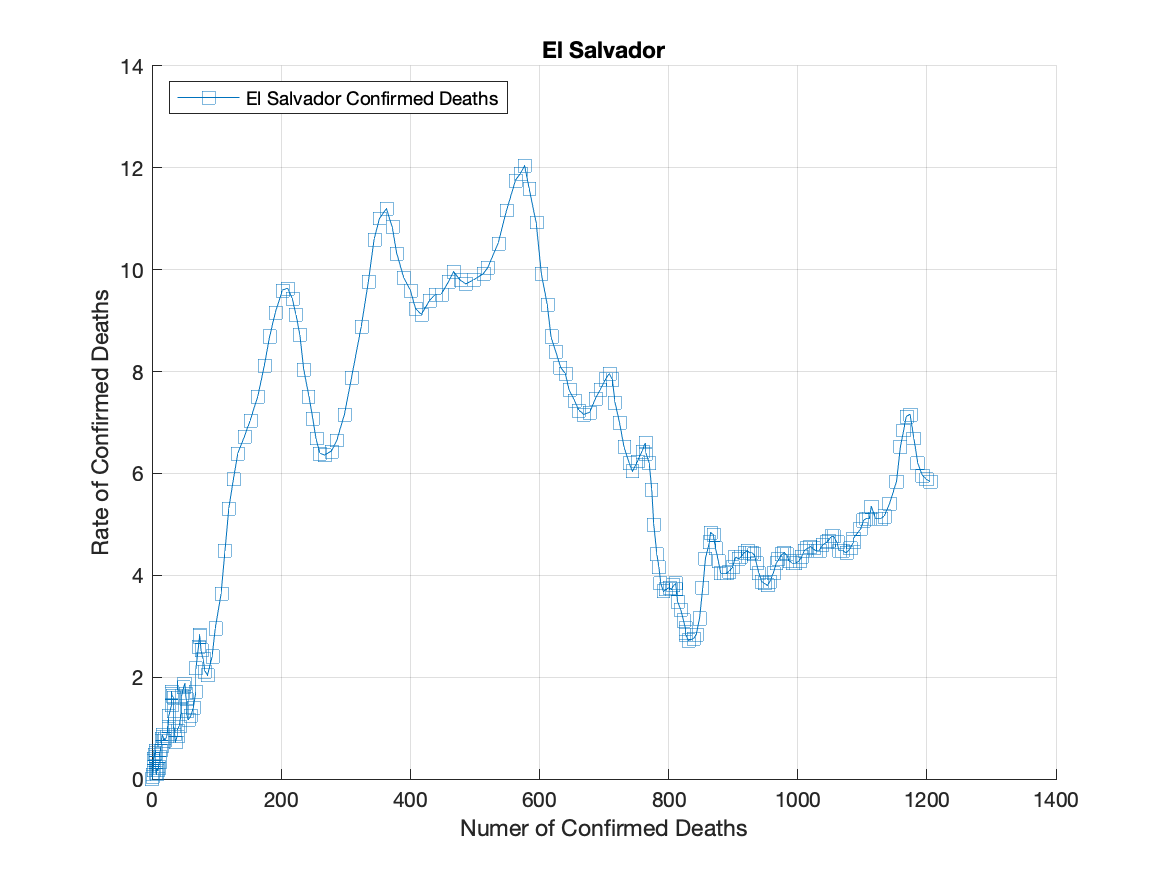 El Salvador
El Salvador Confirmed Deaths
14
12
10
8
6
4
2
0
Rate of Confirmed Deaths
0 200 400 600 800 1000 1200 1400
Numer of Confirmed Deaths